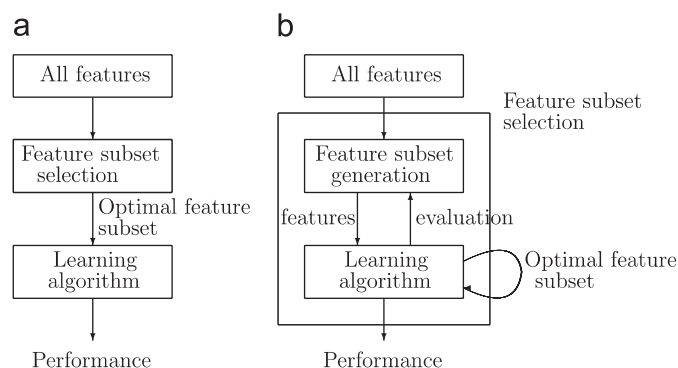 a
All features
Feature subset
selection
Optimal feature
subset
Learning
algorithm
Performance
b
All features
Feature subset
selection
Feature subset
generation
features
evaluation
Learning
algorithm
Optimal feature
subset
Performance